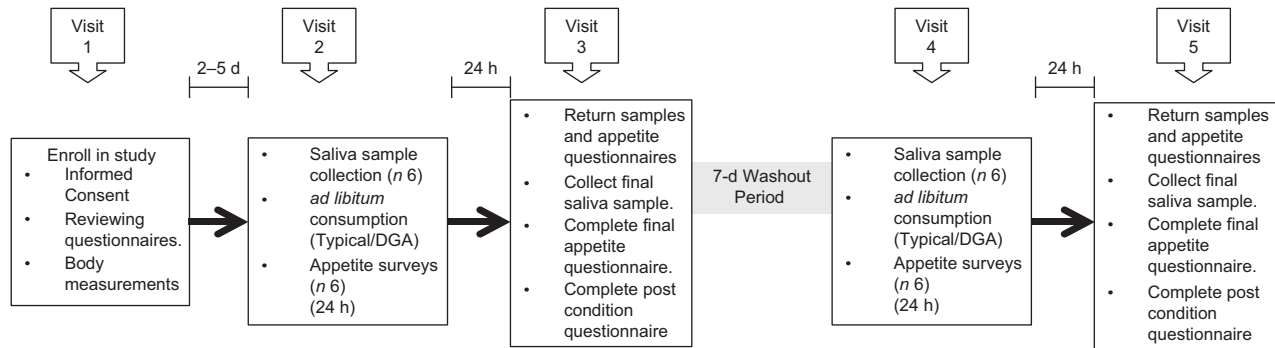 Visit
1
2–5 d
Visit
2
24 h
Visit
3
Visit
4
24 h
Visit
5
Enroll in study
• Informed
Consent
• Reviewing
questionnaires.
• Body
measurements
• Saliva sample
collection (n 6)
• ad libitum
consumption
(Typical/DGA)
• Appetite surveys
(n 6)
(24 h)
• Return samples
and appetite
questionnaires
• Collect final
saliva sample.
• Complete final
appetite
questionnaire.
• Complete post
condition
questionnaire
7-d Washout
Period
• Saliva sample
collection (n 6)
• ad libitum
consumption
(Typical/DGA)
• Appetite surveys
(n 6)
(24 h)
• Return samples
and appetite
questionnaires
• Collect final
saliva sample.
• Complete final
appetite
questionnaire.
• Complete post
condition
questionnaire